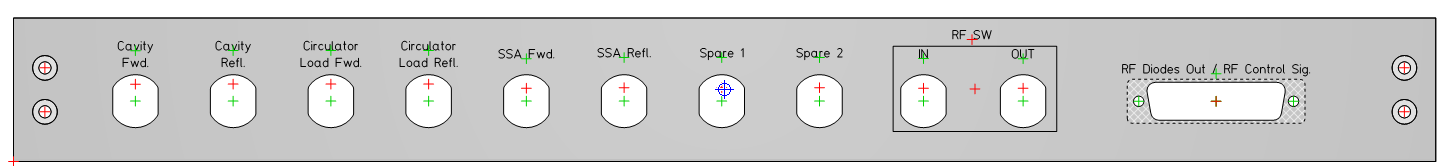 Cavity
Fwd.
Cavity
Refl.
Circulator
Load Fwd.
Circulator
Load Refl.
SSA Fwd.
SSA Refl.
Spare 1
Spare 2
RF SW
IN
OUT
RF Diodes Out / RF Control Sig.